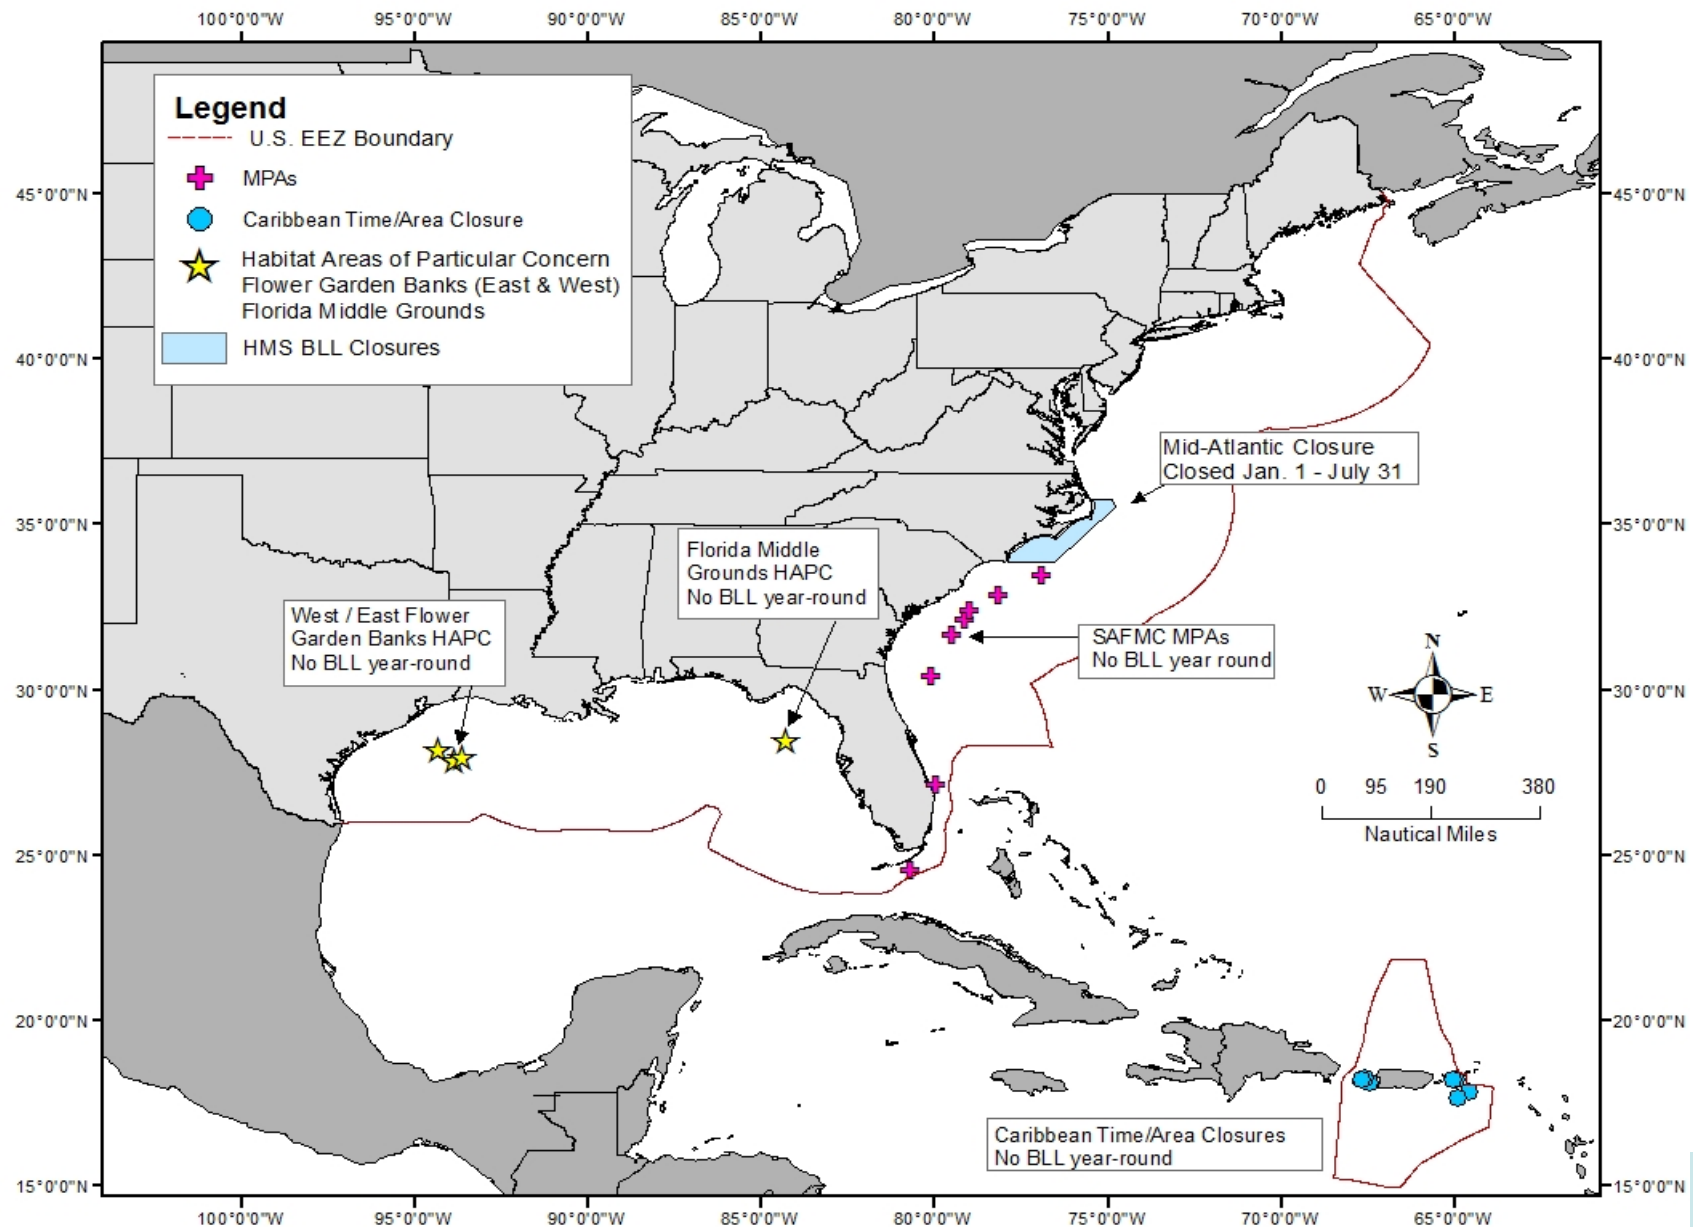 100°0'0"W 95°0'0"W 90°0'0"W 85°0'0"W 80°0'0"W 75°0'0"W 70°0'0"W 65°0'0"W
Legend
U.S. EEZ Boundary
MPAs
Caribbean Time/Area Closure
Habitat Areas of Particular Concern
Flower Garden Banks (East & West)
Florida Middle Grounds
HMS BLL Closures
45°0'0"N 45°0'0"N
40°0'0"N 40°0'0"N
Mid-Atlantic Closure
Closed Jan. 1 - July 31
35°0'0"N 35°0'0"N
Florida Middle
Grounds HAPC
No BLL year-round
West / East Flower
Garden Banks HAPC
No BLL year-round
SAFMC MPAs
No BLL year round
30°0'0"N 30°0'0"N
N
W E
S
0 95 190 380
Nautical Miles
25°0'0"N 25°0'0"N
20°0'0"N 20°0'0"N
Caribbean Time/Area Closures
No BLL year-round
15°0'0"N 15°0'0"N
100°0'0"W 95°0'0"W 90°0'0"W 85°0'0"W 80°0'0"W 75°0'0"W 70°0'0"W 65°0'0"W